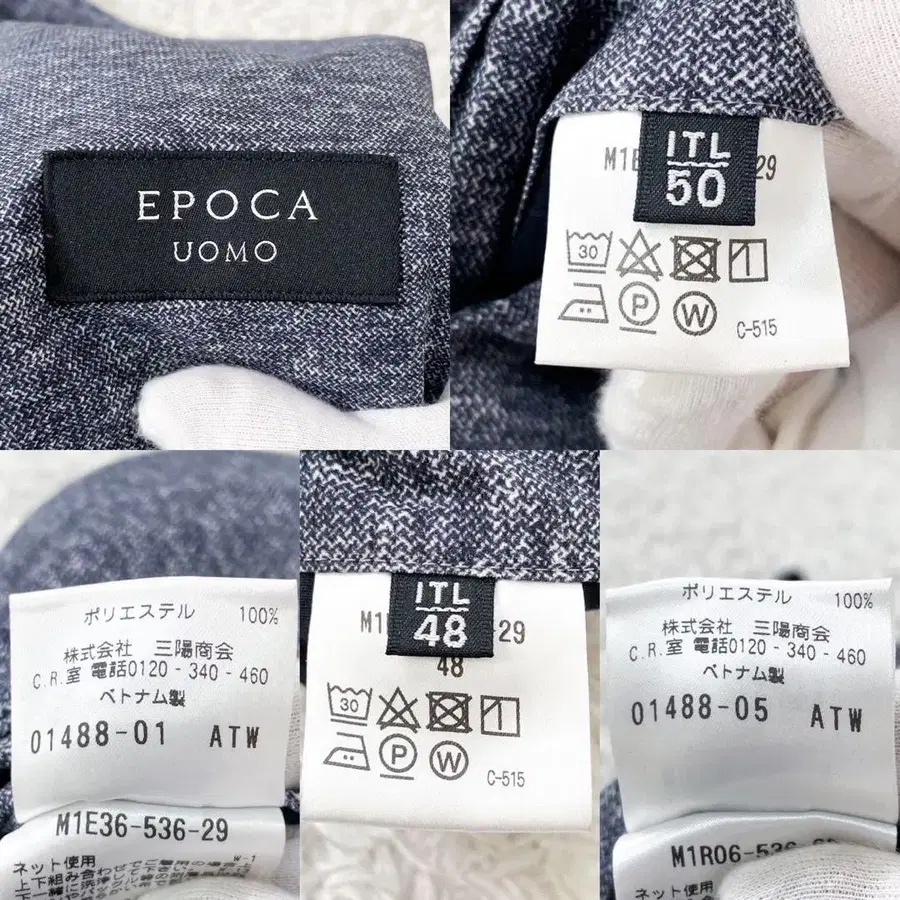 EPOCA
UOMO
ITL
50
M1E
29
30
P
W
C-515
ポリエステル 100%
株式会社 三陽商会
C.R.室 電話0120-340-460
ベトナム製
01488-01 ATW
M1E36-536-29
W-1
ネット使用
ITL
48
-29
48
30
P
W
C-515
ポリエステル 100%
株式会社 三陽商会
C.R.室 電話0120-340-460
ベトナム製
01488-05 ATW
M1R06-536
ネット使用